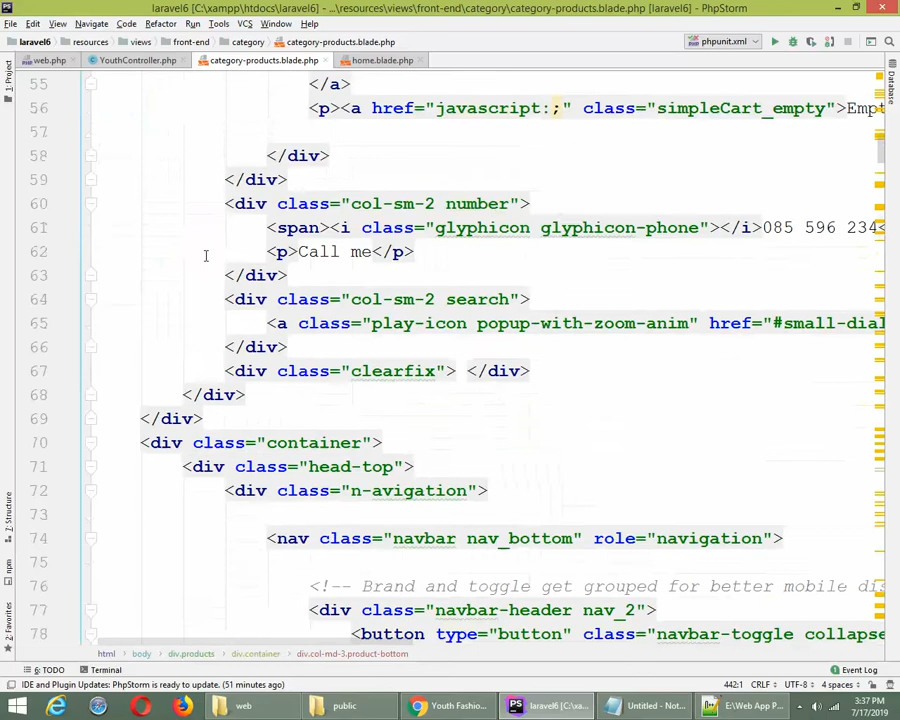 laravel6 [C:\xampp\htdocs\laravel6] - ...\resources\views\front-end\category\category-products.blade.php - PhpStorm
File Edit View Navigate Code Refactor Run Tools VCS Window Help
laravel6 resources views front-end category category-products.blade.php phpunit.xml
web.php YouthController.php category-products.blade.php home.blade.php
55 </a>
56 <p><a href="javascript:;" class="simpleCart_empty">Empt
57
58 </div>
59 </div>
60 <div class="col-sm-2 number">
61 <span><i class="glyphicon glyphicon-phone"></i>085 596 234<
62 <p>Call me</p>
63 </div>
64 <div class="col-sm-2 search">
65 <a class="play-icon popup-with-zoom-anim" href="#small-dial
66 </div>
67 <div class="clearfix"> </div>
68 </div>
69 </div>
70 <div class="container">
71 <div class="head-top">
72 <div class="n-avigation">
73
74 <nav class="navbar nav_bottom" role="navigation">
75
76 <!-- Brand and toggle get grouped for better mobile dis
77 <div class="navbar-header nav_2">
78 <button type="button" class="navbar-toggle collapse
html body div.products div.container div.col-md-3.product-bottom
6: TODO Terminal Event Log
IDE and Plugin Updates: PhpStorm is ready to update. (51 minutes ago) 442:1 CRLF UTF-8 4 spaces
web public Youth Fashio... laravel6 [C:\xa... Untitled - Not... E:\Web App P...
3:37 PM
7/17/2019
1: Project
7: Structure
npm
2: Favorites
Database